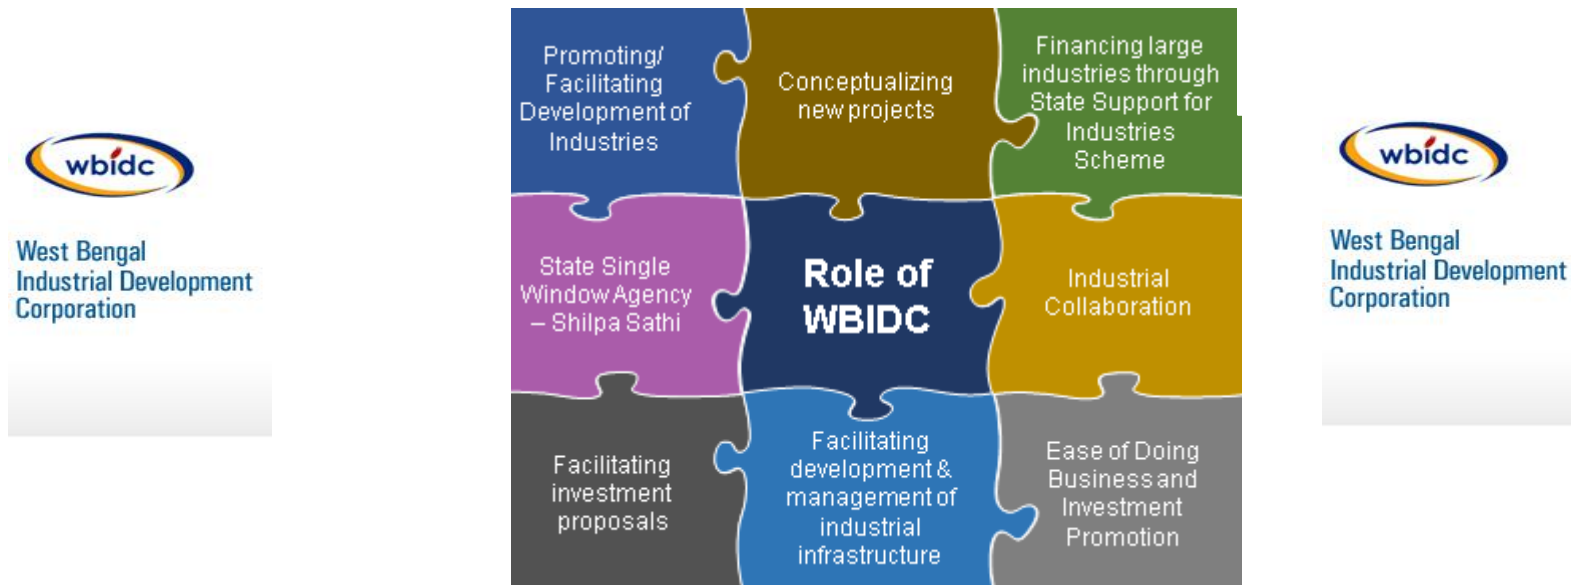 wbidc
West Bengal
Industrial Development
Corporation
Promoting/
Facilitating
Development of
Industries
Conceptualizing
new projects
Financing large
industries through
State Support for
Industries
Scheme
State Single
Window Agency
– Shilpa Sathi
Role of
WBIDC
Industrial
Collaboration
Facilitating
investment
proposals
Facilitating
development &
management of
industrial
infrastructure
Ease of Doing
Business and
Investment
Promotion
wbidc
West Bengal
Industrial Development
Corporation